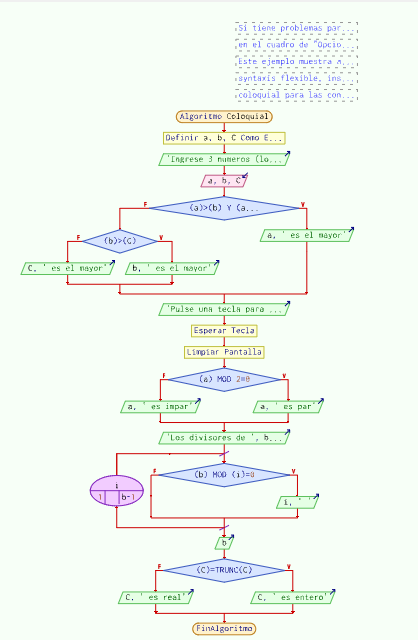 Si tiene problemas par...
en el cuadro de "Opcio...
Este ejemplo muestra a...
syntaxis flexible, ins...
coloquial para las con...
Algoritmo Coloquial
Definir a, b, C Como E...
'Ingrese 3 numeros (lo...
a, b, C
F
(a)>(b) Y (a...
V
F
(b)>(C)
V
a, ' es el mayor'
C, ' es el mayor'
b, ' es el mayor'
'Pulse una tecla para ...
Esperar Tecla
Limpiar Pantalla
F
(a) MOD 2=0
V
a, ' es impar'
a, ' es par'
'Los divisores de ', b...
F
(b) MOD (i)=0
V
i
1
b-1
i, ' '
b
F
(C)=TRUNC(C)
V
C, ' es real'
C, ' es entero'
FinAlgoritmo